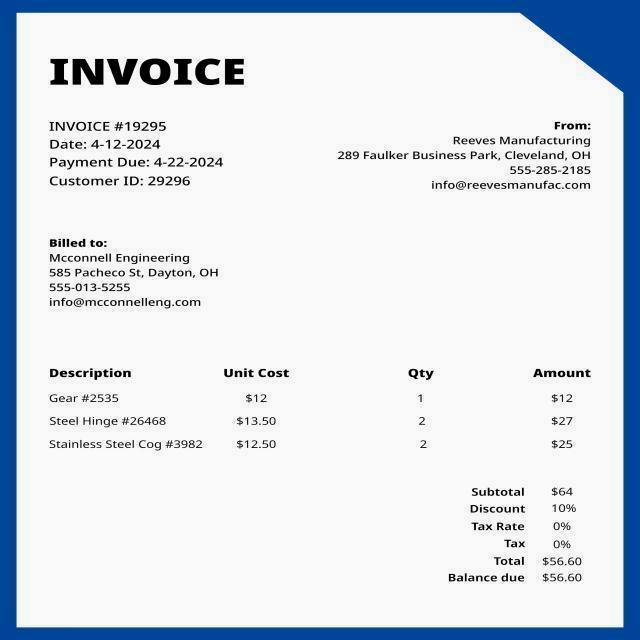 INVOICE
INVOICE #19295
Date: 4-12-2024
Payment Due: 4-22-2024
Customer ID: 29296
From:
Reeves Manufacturing
289 Faulker Business Park, Cleveland, OH
555-285-2185
info@reevesmanufac.com
Billed to:
Mcconnell Engineering
585 Pacheco St, Dayton, OH
555-013-5255
info@mcconnelleng.com
Description Unit Cost Qty Amount
Gear #2535 $12 1 $12
Steel Hinge #26468 $13.50 2 $27
Stainless Steel Cog #3982 $12.50 2 $25
Subtotal $64
Discount 10%
Tax Rate 0%
Tax 0%
Total $56.60
Balance due $56.60